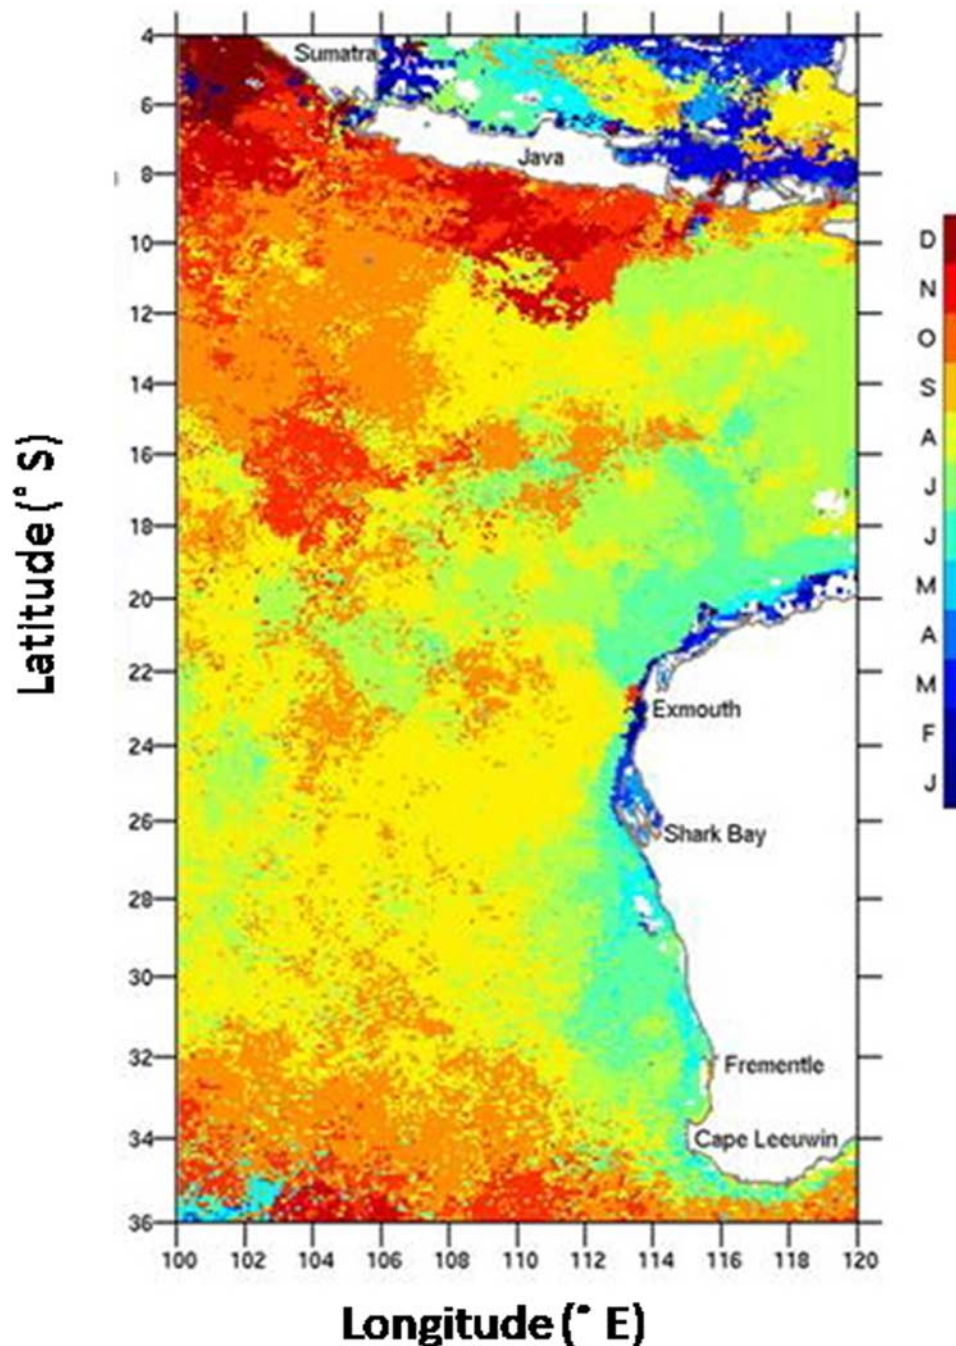 4
Sumatra
6
Java
8
10
12
14
16
18
20
22
24
26
28
30
32
34
36
Exmouth
Shark Bay
Frementle
Cape Leeuwin
D
N
O
S
A
J
J
M
A
M
F
J
Latitude (° S)
100 102 104 106 108 110 112 114 116 118 120
Longitude (° E)